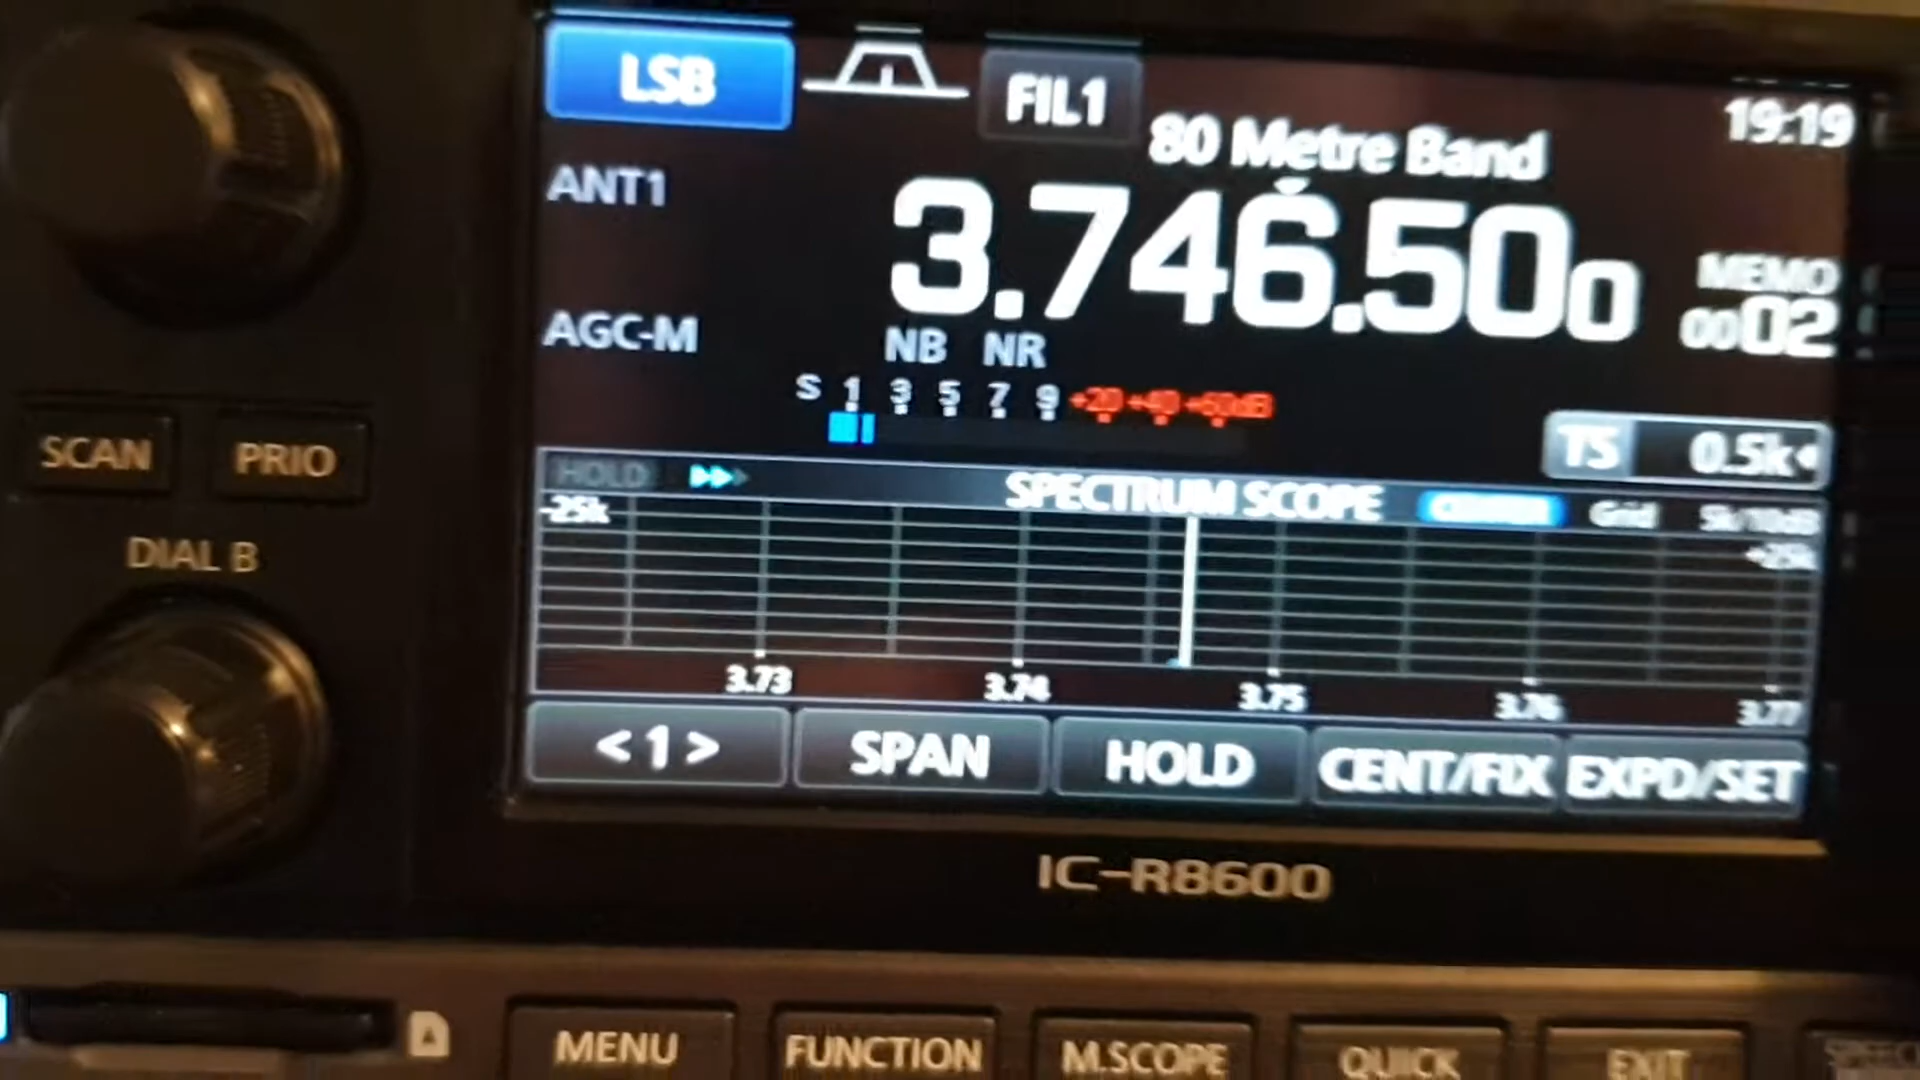 LSB
FIL1
80 Metre Band
19:19
ANT1
3.746.500
MEMO
0002
AGC-M
NB NR
S 1 3 5 7 9 +20 +40 +60dB
TS 0.5k
SCAN
PRIO
HOLD
SPECTRUM SCOPE
CENTER
Grid
5k/10dB
-25k
+25k
DIAL B
3.73 3.74 3.75 3.76 3.77
< 1 >
SPAN
HOLD
CENT/FIX
EXPD/SET
IC-R8600
MENU
FUNCTION
M.SCOPE
QUICK
EXIT